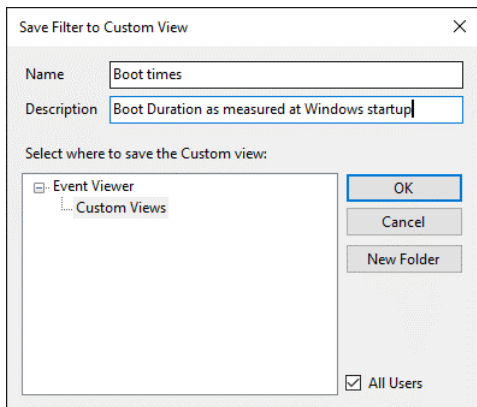 Save Filter to Custom View
Name Boot times
Description Boot Duration as measured at Windows startup
Select where to save the Custom view:
Event Viewer
Custom Views
OK
Cancel
New Folder
All Users